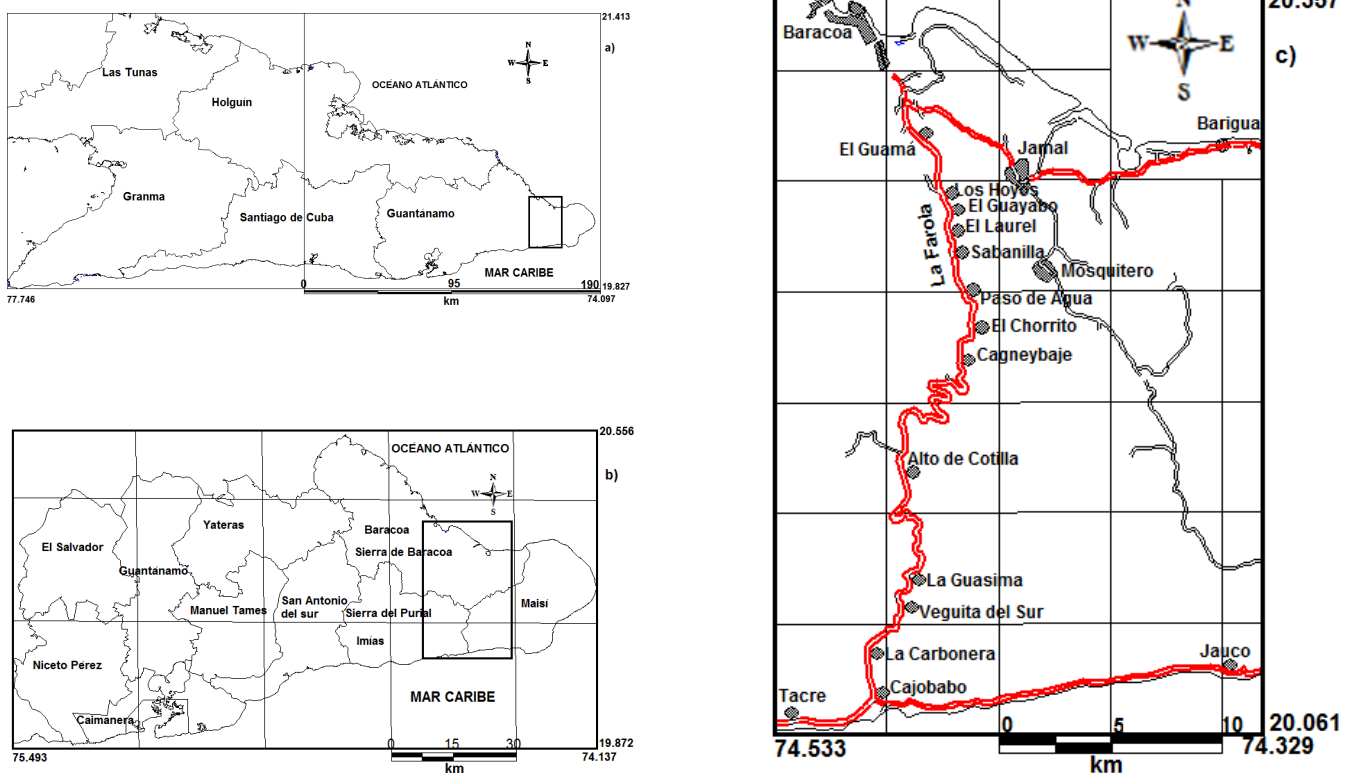 21.413
a)
N
W E
S
Las Tunas
OCÉANO ATLÁNTICO
Holguín
Granma
Santiago de Cuba
Guantánamo
MAR CARIBE
0 95 190
km
77.746
19.827
74.097
20.556
b)
OCÉANO ATLÁNTICO
N
W E
S
Yateras
Baracoa
El Salvador
Sierra de Baracoa
Guantánamo
San Antonio
del sur
Manuel Tames
Sierra del Purial
Maisí
Imías
Niceto Pérez
MAR CARIBE
Caimanera
0 15 30
km
75.493
19.872
74.137
20.357
c)
N
W E
S
Baracoa
Barigua
El Guamá
Jamal
Los Hoyos
El Guayabo
El Laurel
La Farola
Sabanilla
Mosquitero
Paso de Agua
El Chorrito
Cagneybaje
Alto de Cotilla
La Guasima
Veguita del Sur
La Carbonera
Jauco
Cajobabo
Tacre
0 5 10
km
20.061
74.533
74.329